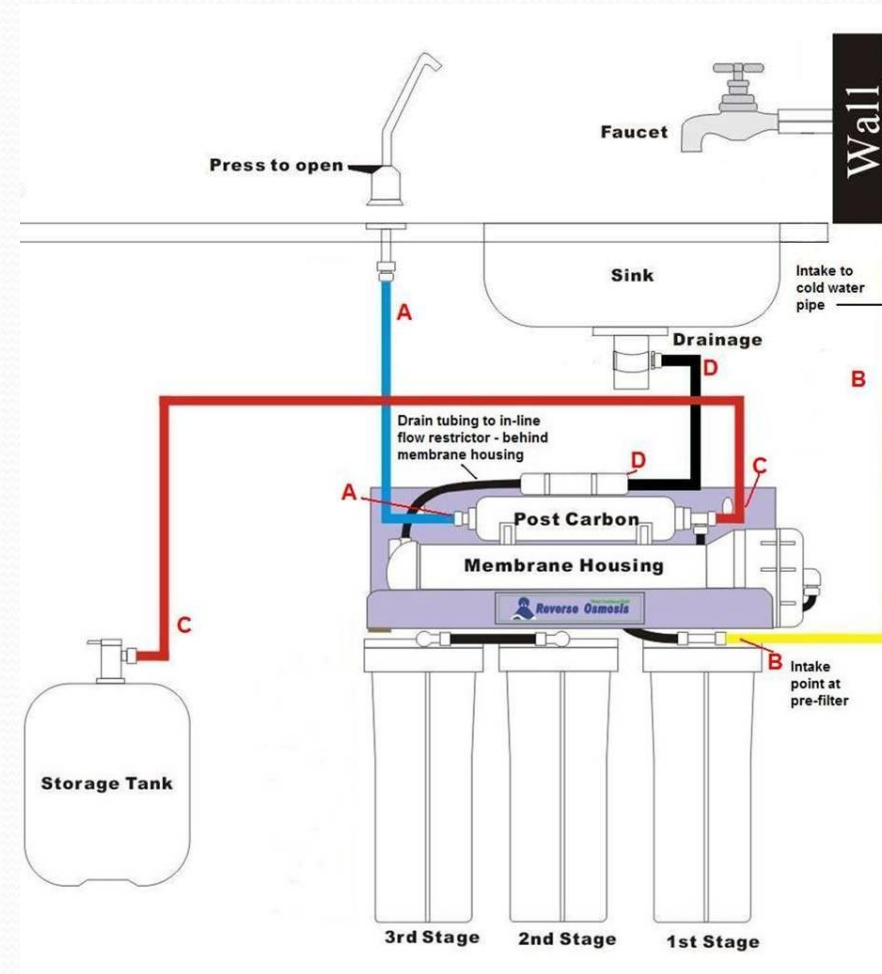 Wall
Faucet
Press to open
Sink
Intake to
cold water
pipe
A
Drainage
D
B
Drain tubing to in-line
flow restrictor - behind
membrane housing
D
C
A
Post Carbon
Membrane Housing
Reverse Osmosis
C
B
Intake
point at
pre-filter
Storage Tank
3rd Stage
2nd Stage
1st Stage